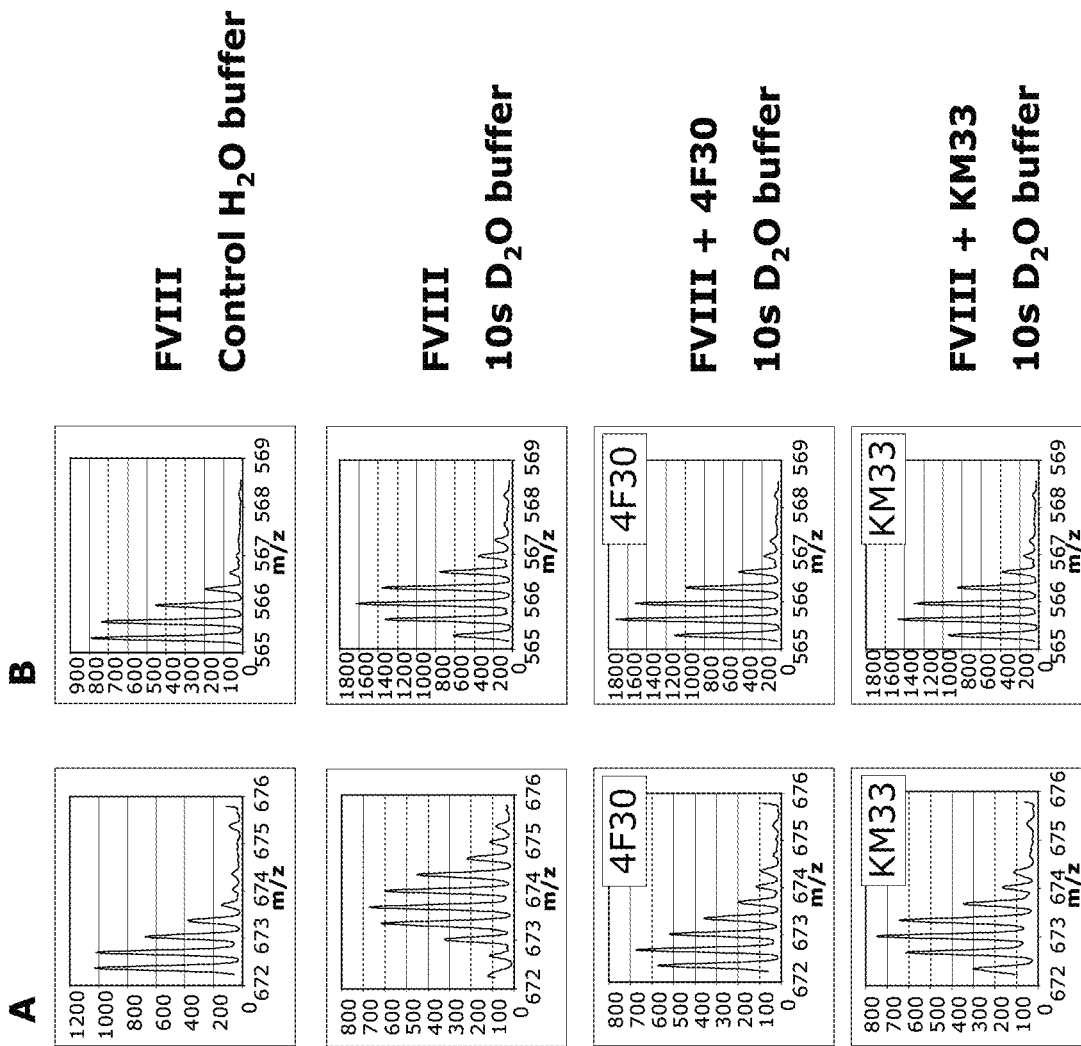 A
B
1200
1000
800
600
400
200
0
672 673 674 675 676
m/z
900
800
700
600
500
400
300
200
100
0
565 566 567 568 569
m/z
FVIII
Control H₂O buffer
800
700
600
500
400
300
200
100
0
672 673 674 675 676
m/z
1800
1600
1400
1200
1000
800
600
400
200
0
565 566 567 568 569
m/z
FVIII
10s D₂O buffer
4F30
800
700
600
500
400
300
200
100
0
672 673 674 675 676
m/z
4F30
1800
1600
1400
1200
1000
800
600
400
200
0
565 566 567 568 569
m/z
FVIII + 4F30
10s D₂O buffer
KM33
800
700
600
500
400
300
200
100
0
672 673 674 675 676
m/z
KM33
1800
1600
1400
1200
1000
800
600
400
200
0
565 566 567 568 569
m/z
FVIII + KM33
10s D₂O buffer